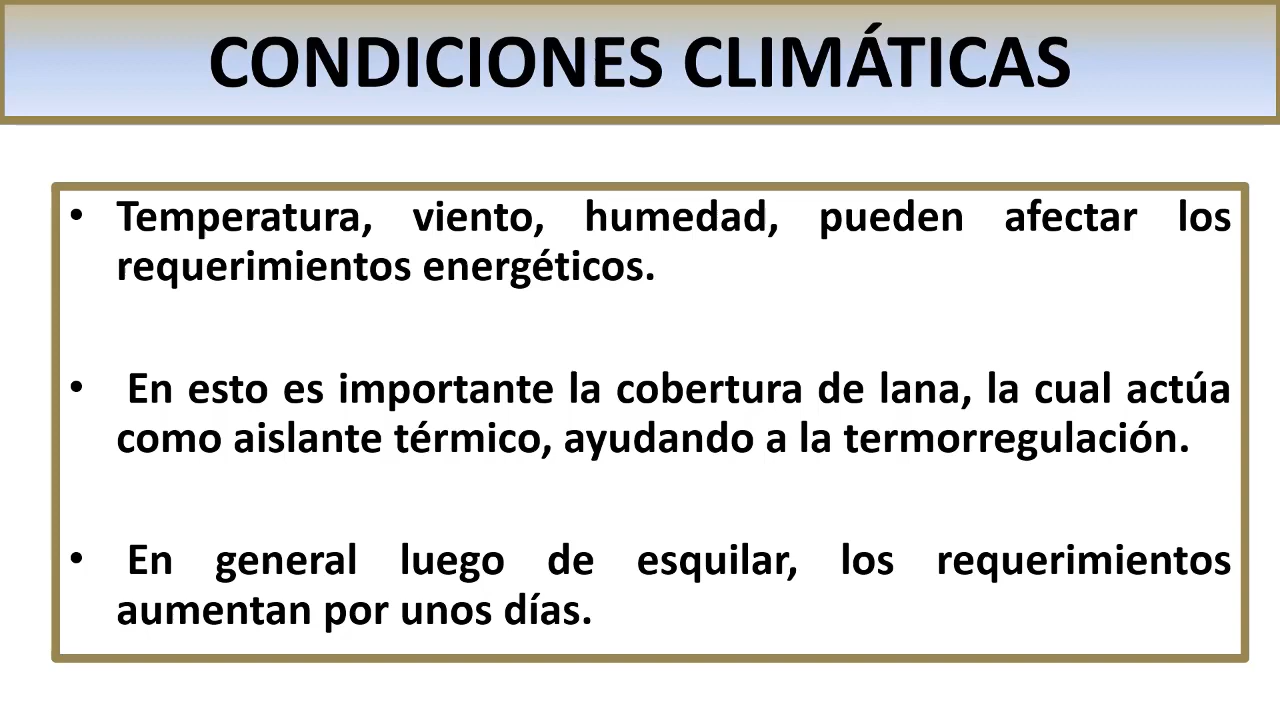 CONDICIONES CLIMÁTICAS
• Temperatura, viento, humedad, pueden afectar los
requerimientos energéticos.
• En esto es importante la cobertura de lana, la cual actúa
como aislante térmico, ayudando a la termorregulación.
• En general luego de esquilar, los requerimientos
aumentan por unos días.